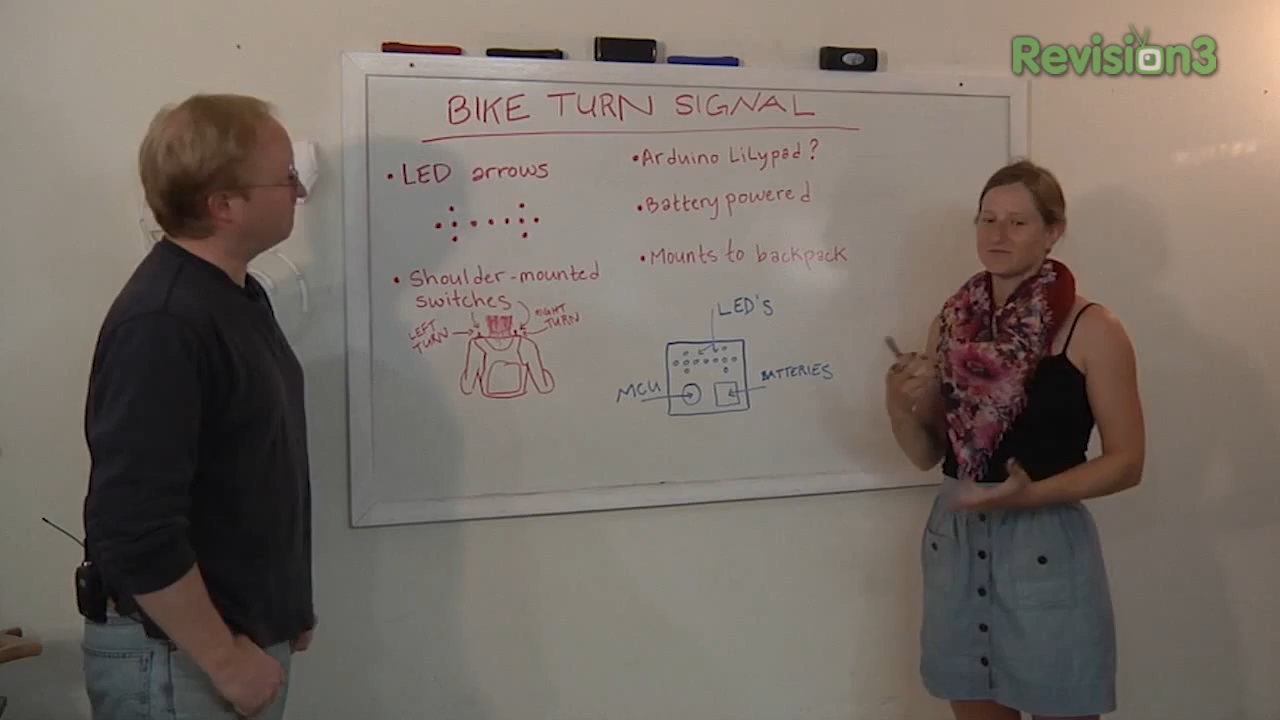 Revision3
BIKE TURN SIGNAL
• LED arrows
• Shoulder-mounted
switches
LEFT
TURN
RIGHT
TURN
• Arduino LiLypad?
• Battery powered
• Mounts to backpack
LED'S
MCU
BATTERIES